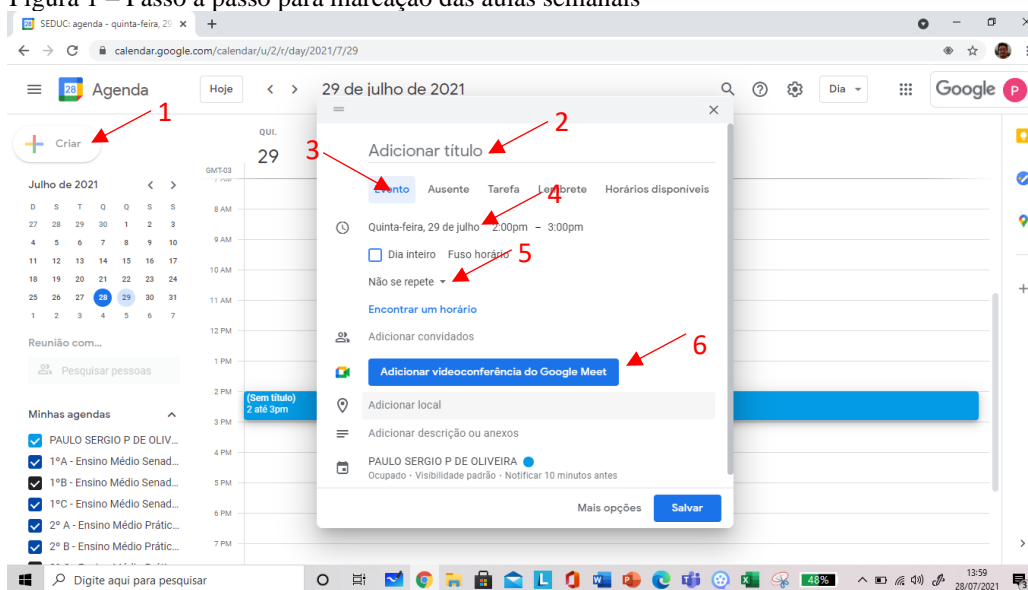 Figura 1 – Passo a passo para marcação das aulas semanais
SEDUC: agenda - quinta-feira, 29
calendar.google.com/calendar/u/2/r/day/2021/7/29
28 Agenda
Hoje
29 de julho de 2021
Dia
Google P
1
Criar
QUI.
29
GMT-03
2
3
Adicionar título
Evento Ausente Tarefa Lembrete Horários disponíveis
4
Quinta-feira, 29 de julho 2:00pm – 3:00pm
Dia inteiro Fuso horário
5
Não se repete
Encontrar um horário
Adicionar convidados
6
Adicionar videoconferência do Google Meet
Adicionar local
Adicionar descrição ou anexos
PAULO SERGIO P DE OLIVEIRA
Ocupado · Visibilidade padrão · Notificar 10 minutos antes
Mais opções Salvar
Julho de 2021
D S T Q Q S S
27 28 29 30 1 2 3
4 5 6 7 8 9 10
11 12 13 14 15 16 17
18 19 20 21 22 23 24
25 26 27 28 29 30 31
1 2 3 4 5 6 7
Reunião com...
Pesquisar pessoas
Minhas agendas
PAULO SERGIO P DE OLIV...
1ºA - Ensino Médio Senad...
1ºB - Ensino Médio Senad...
1ºC - Ensino Médio Senad...
2º A - Ensino Médio Prátic...
2º B - Ensino Médio Prátic...
8 AM
9 AM
10 AM
11 AM
12 PM
1 PM
2 PM
(Sem título)
2 até 3pm
3 PM
4 PM
5 PM
6 PM
7 PM
Digite aqui para pesquisar
48%
13:59
28/07/2021
3